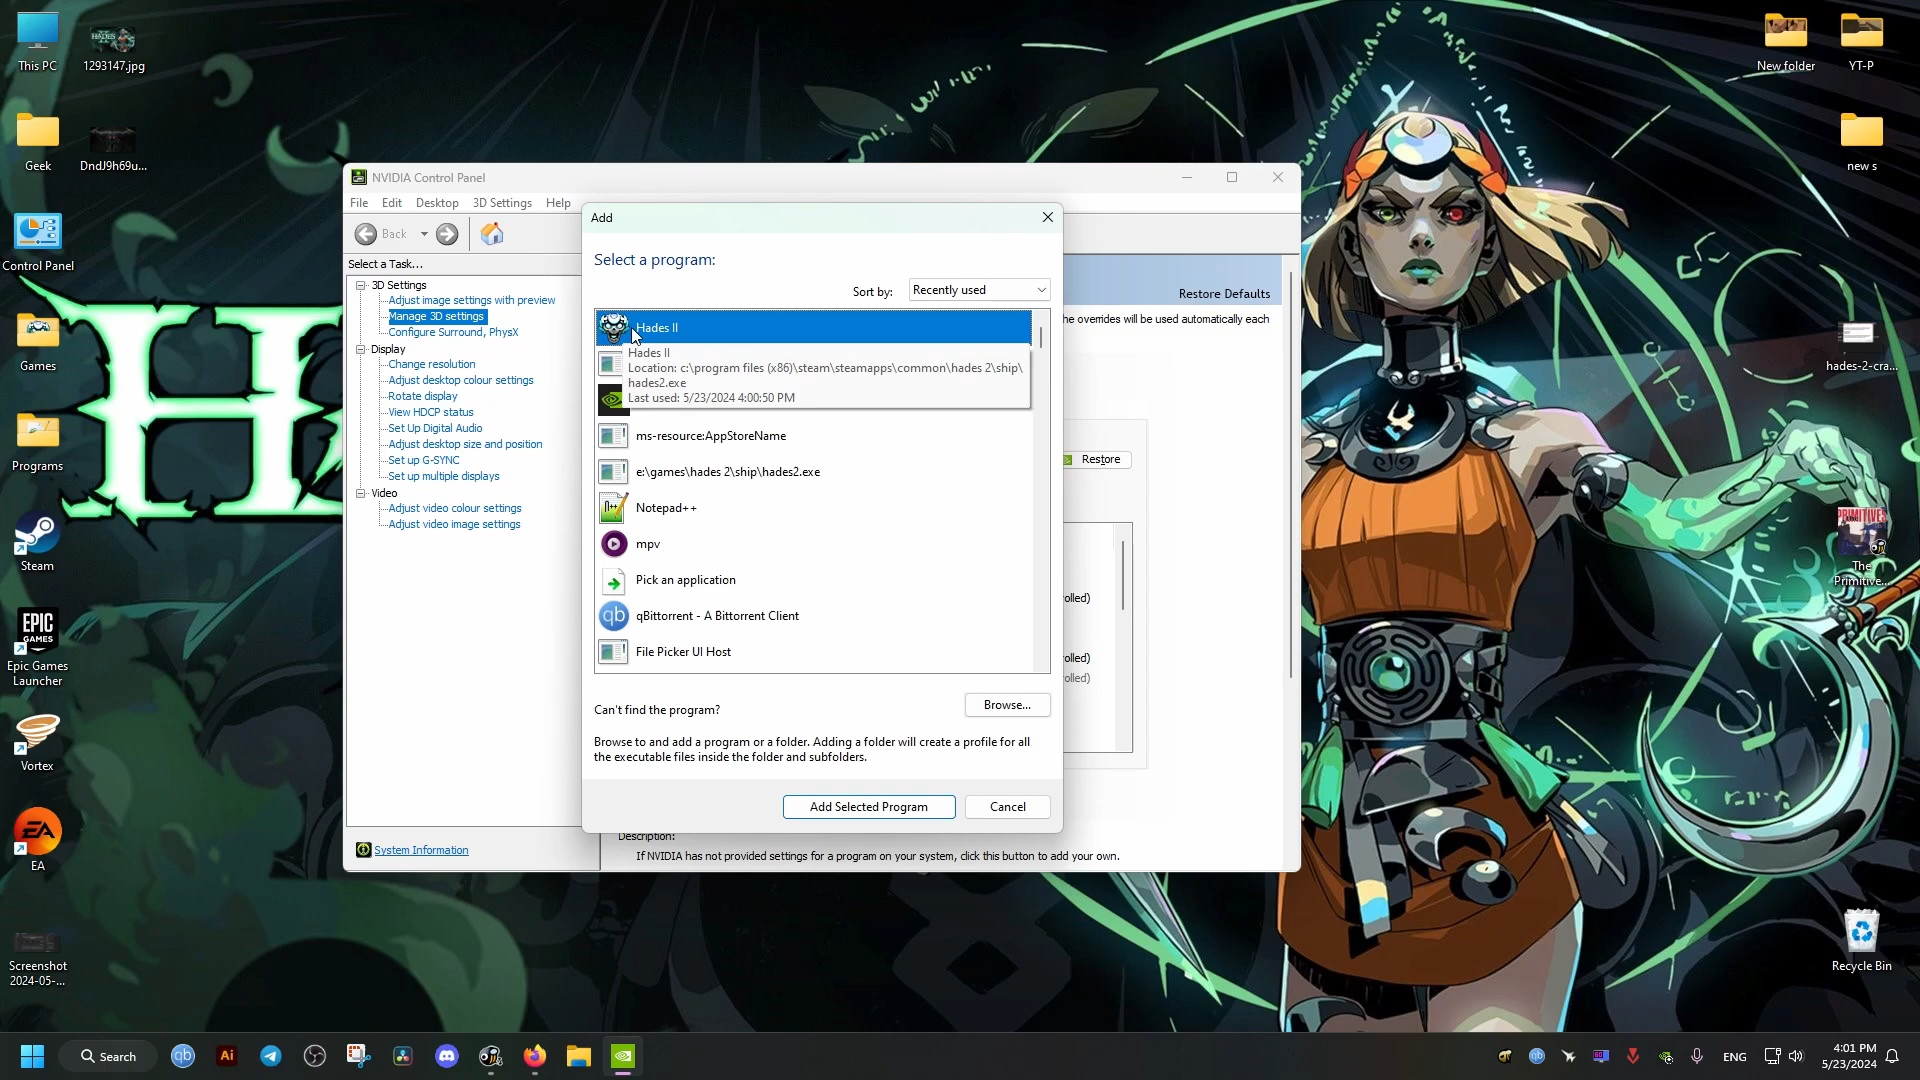 This PC
1293147.jpg
Geek
DndJ9h69u...
Control Panel
Games
Programs
Steam
EPIC
GAMES
Epic Games
Launcher
Vortex
EA
EA
Screenshot
2024-05-...
New folder
YT-P
new s
hades-2-cra...
PRIMITIVES
The
Primitive...
Recycle Bin
NVIDIA Control Panel
File
Edit
Desktop
3D Settings
Help
Back
Select a Task...
3D Settings
Adjust image settings with preview
Manage 3D settings
Configure Surround, PhysX
Display
Change resolution
Adjust desktop colour settings
Rotate display
View HDCP status
Set Up Digital Audio
Adjust desktop size and position
Set up G-SYNC
Set up multiple displays
Video
Adjust video colour settings
Adjust video image settings
System Information
Restore Defaults
he overrides will be used automatically each
Restore
olled)
olled)
olled)
Description:
If NVIDIA has not provided settings for a program on your system, click this button to add your own.
Add
Select a program:
Sort by:
Recently used
Hades II
Hades II
Location: c:\program files (x86)\steam\steamapps\common\hades 2\ship\
hades2.exe
Last used: 5/23/2024 4:00:50 PM
ms-resource:AppStoreName
e:\games\hades 2\ship\hades2.exe
Notepad++
mpv
Pick an application
qb
qBittorrent - A Bittorrent Client
File Picker UI Host
Can't find the program?
Browse...
Browse to and add a program or a folder. Adding a folder will create a profile for all
the executable files inside the folder and subfolders.
Add Selected Program
Cancel
Search
qb
Ai
ENG
4:01 PM
5/23/2024